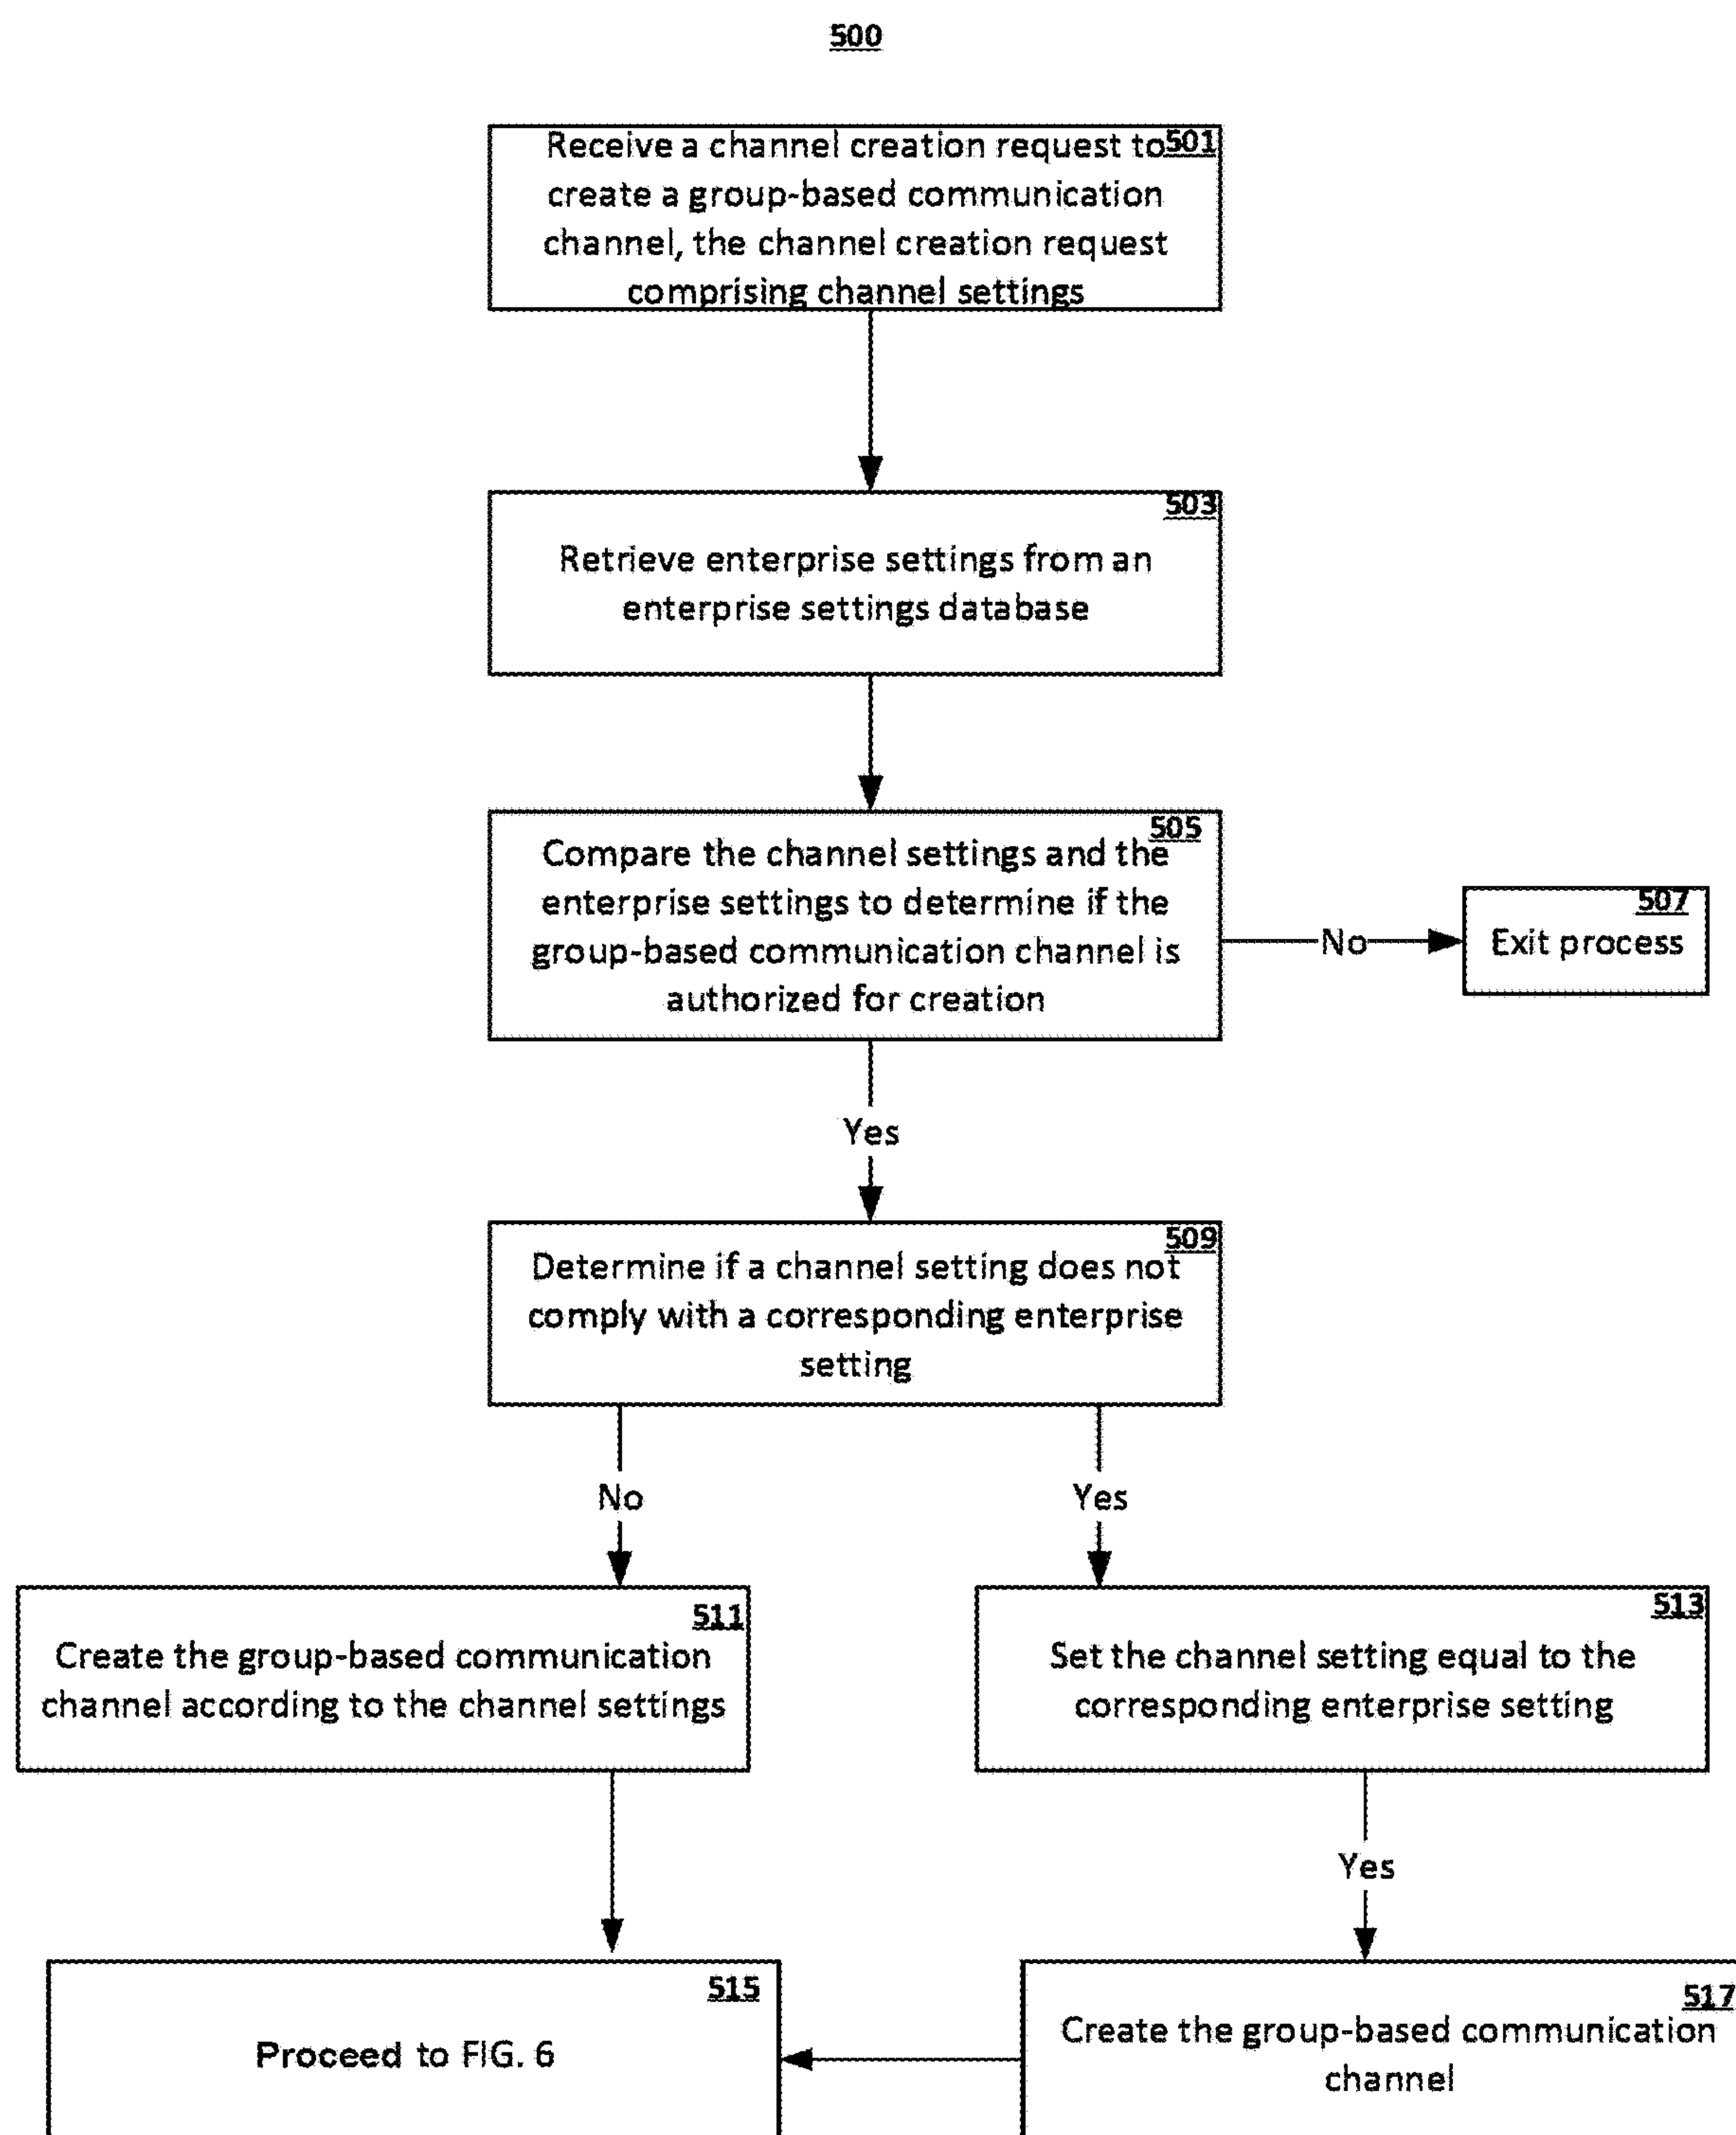 500
501
Receive a channel creation request to
create a group-based communication
channel, the channel creation request
comprising channel settings
503
Retrieve enterprise settings from an
enterprise settings database
505
Compare the channel settings and the
enterprise settings to determine if the
group-based communication channel is
authorized for creation
No
507
Exit process
Yes
509
Determine if a channel setting does not
comply with a corresponding enterprise
setting
No
Yes
511
Create the group-based communication
channel according to the channel settings
513
Set the channel setting equal to the
corresponding enterprise setting
Yes
515
Proceed to FIG. 6
517
Create the group-based communication
channel